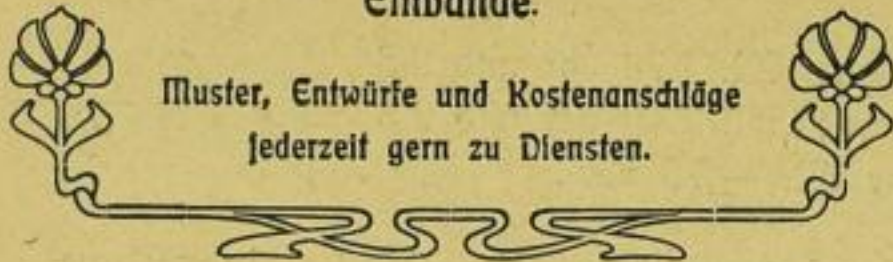 Einbände.
Muster, Entwürfe und Kostenanschläge
jederzeit gern zu Diensten.